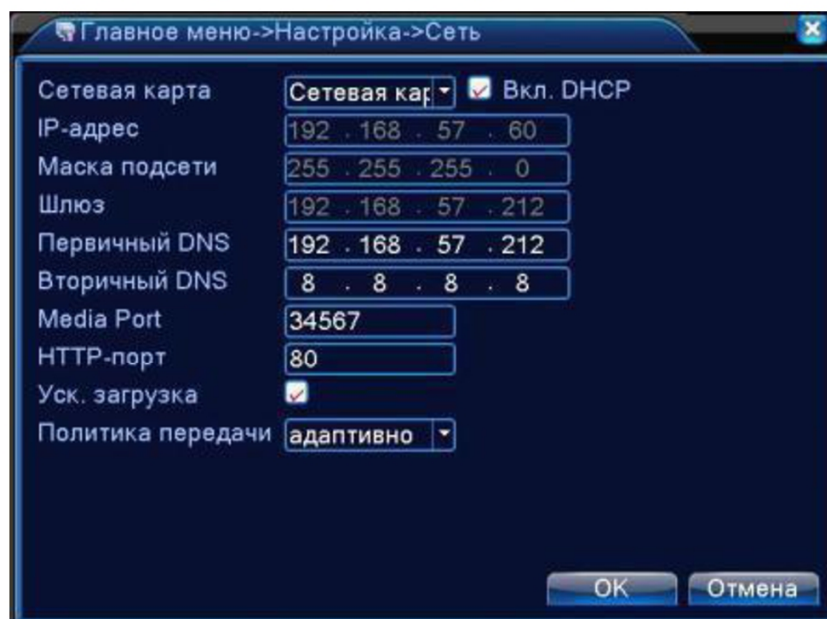 Главное меню->Настройка->Сеть
Сетевая карта Сетевая кар Вкл. DHCP
IP-адрес 192 . 168 . 57 . 60
Маска подсети 255 . 255 . 255 . 0
Шлюз 192 . 168 . 57 . 212
Первичный DNS 192 . 168 . 57 . 212
Вторичный DNS 8 . 8 . 8 . 8
Media Port 34567
HTTP-порт 80
Уск. загрузка
Политика передачи адаптивно
OK Отмена